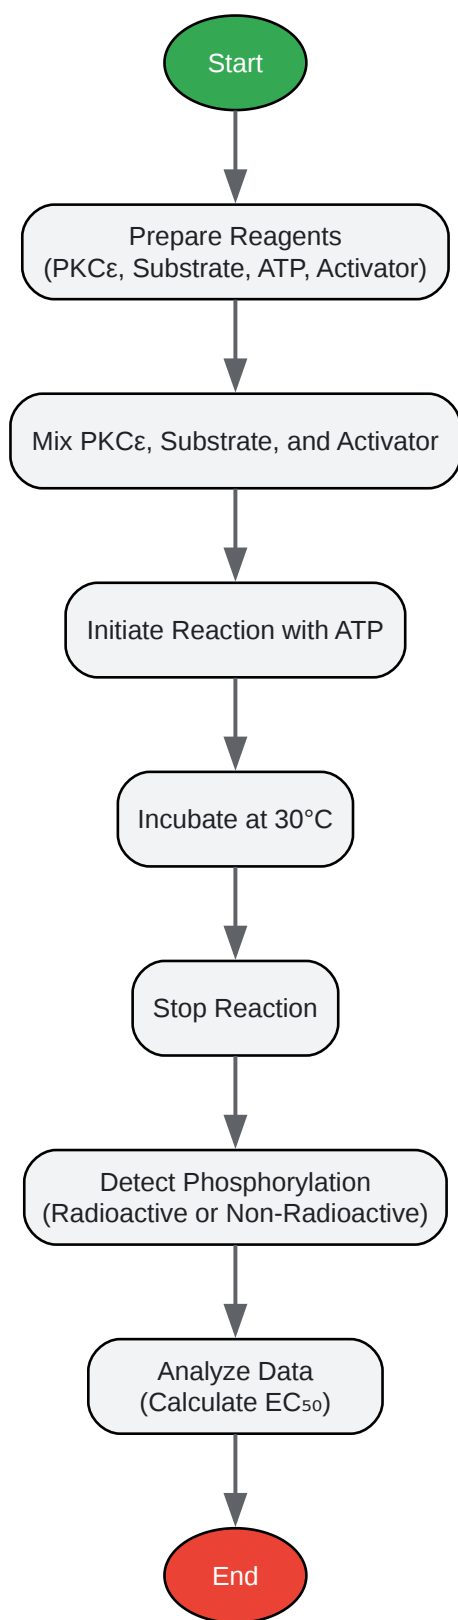 Start
Prepare Reagents
(PKCε, Substrate, ATP, Activator)
Mix PKCε, Substrate, and Activator
Initiate Reaction with ATP
Incubate at 30°C
Stop Reaction
Detect Phosphorylation
(Radioactive or Non-Radioactive)
Analyze Data
(Calculate EC₅₀)
End